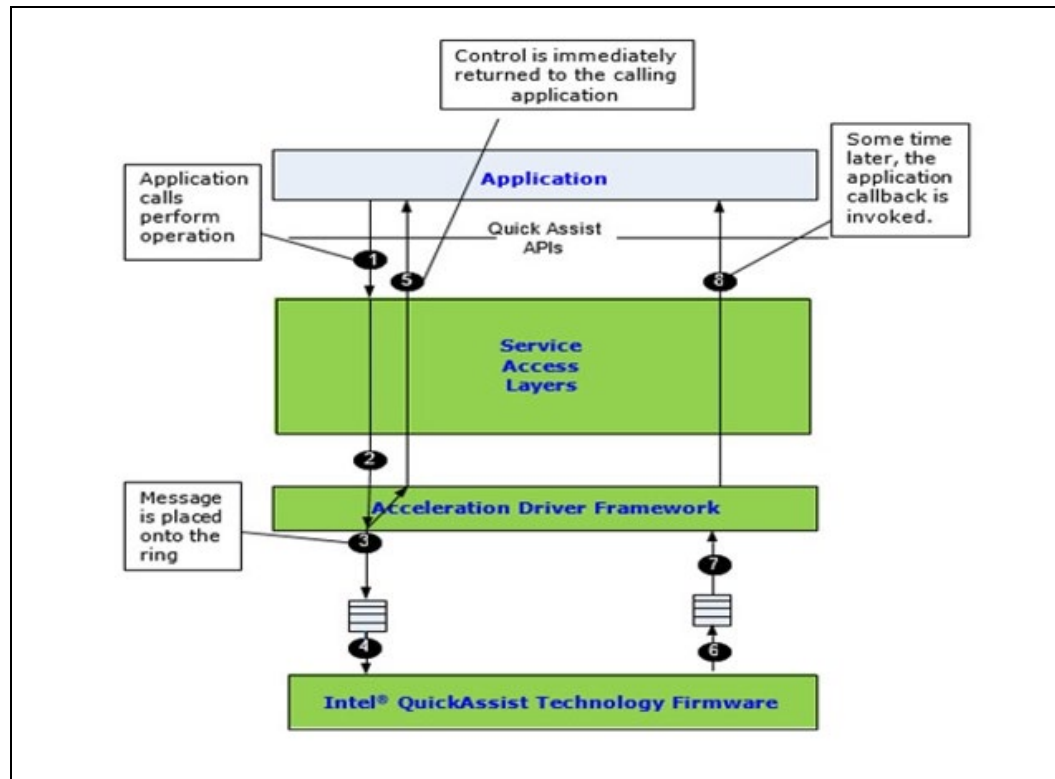 Control is immediately
returned to the calling
application
Some time
later, the
application
callback is
invoked.
Application
calls
perform
operation
Application
Quick Assist
APIs
1
5
8
Service
Access
Layers
2
Message
is placed
onto the
ring
Acceleration Driver Framework
3
7
4
6
Intel® QuickAssist Technology Firmware